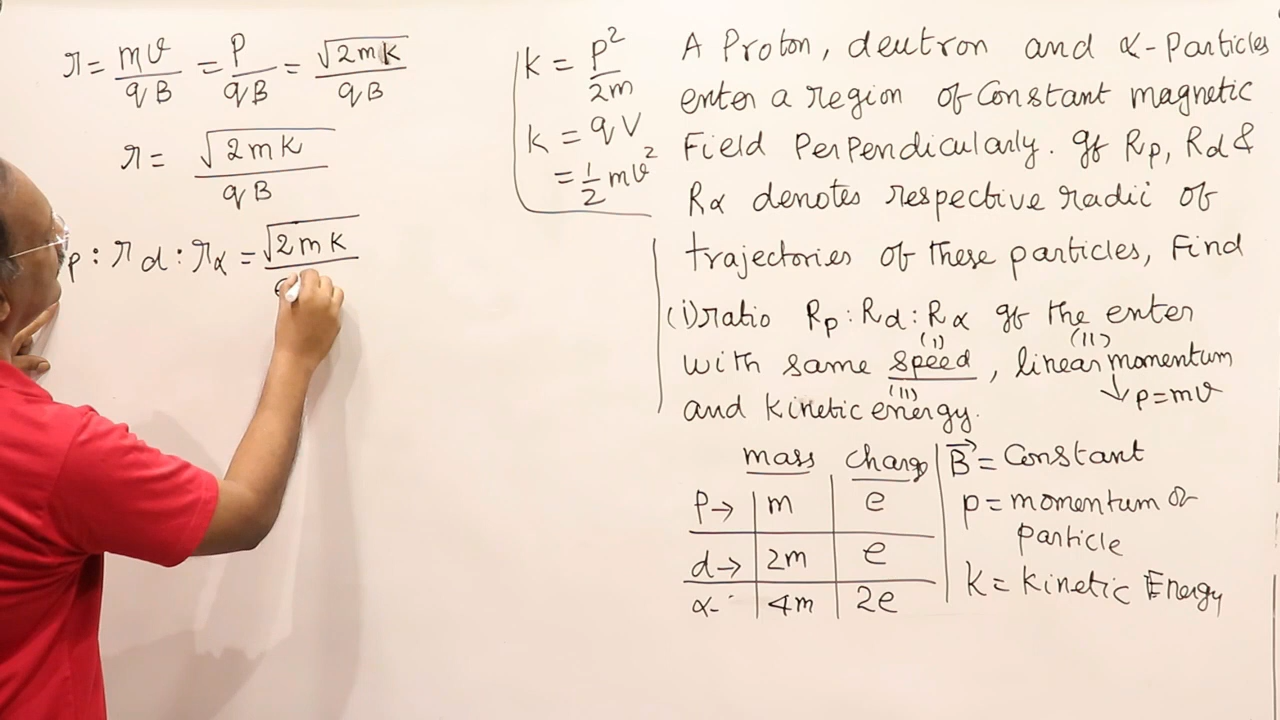 r = mv/qB = P/qB = √2mK/qB
r = √2mk/qB
p : rd : rα = √2mk
k = P²/2m
k = qV
= 1/2 mv²
A Proton, deutron and α-Particles
enter a region of Constant magnetic
Field Perpendicularly. If Rp, Rd &
Rα denotes respective radii of
trajectories of these particles, Find
(i) ratio Rp : Rd : Rα If the enter
(I) (II)
with same speed, linear momentum
(III) ↓ p = mv
and Kinetic energy.
mass charg
P→ m e
d→ 2m e
α- 4m 2e
B⃗ = Constant
p = momentum of
particle
K = Kinetic Energy